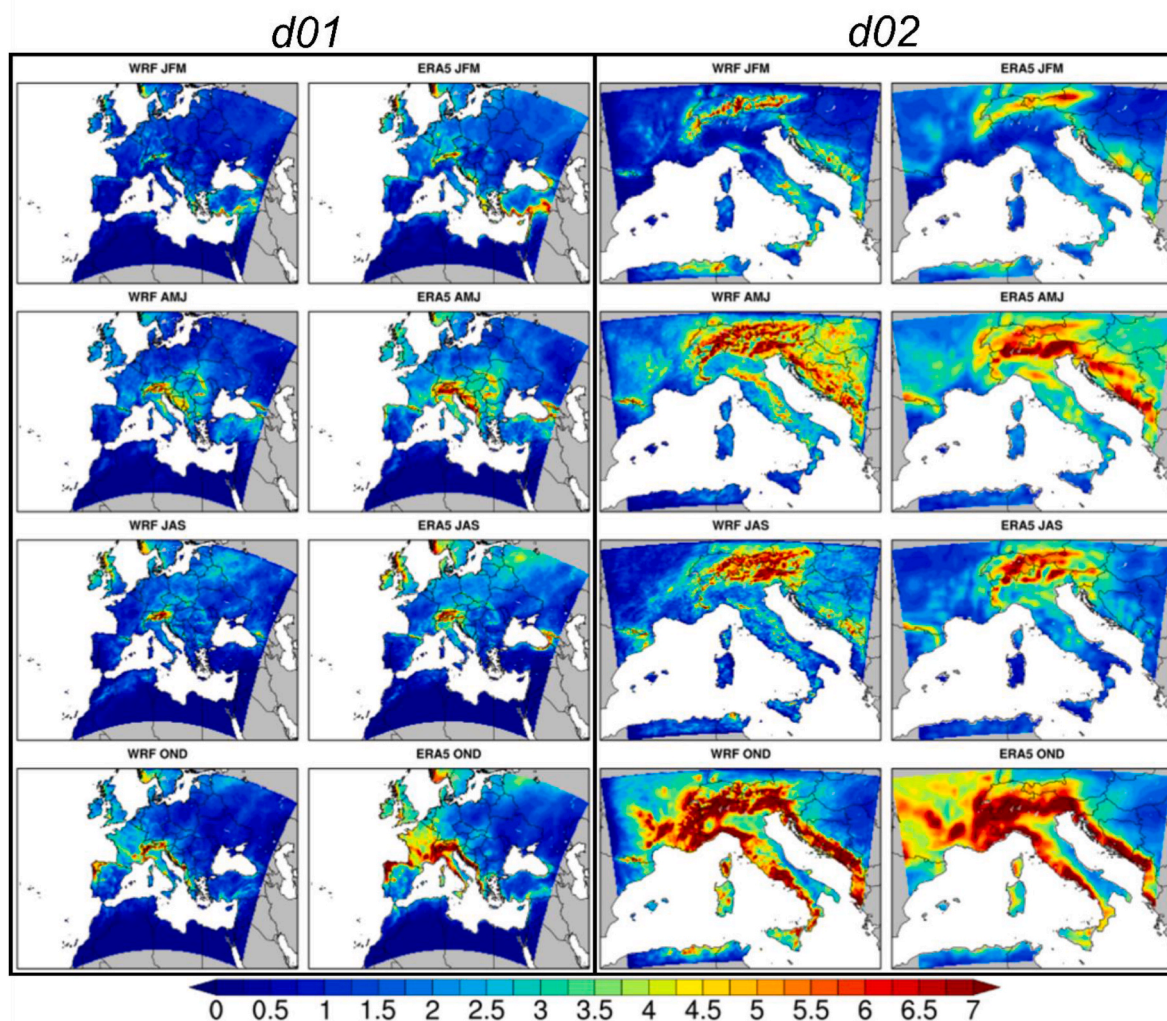 d01 d02
WRF JFM ERA5 JFM WRF JFM ERA5 JFM
WRF AMJ ERA5 AMJ WRF AMJ ERA5 AMJ
WRF JAS ERA5 JAS WRF JAS ERA5 JAS
WRF OND ERA5 OND WRF OND ERA5 OND
0 0.5 1 1.5 2 2.5 3 3.5 4 4.5 5 5.5 6 6.5 7